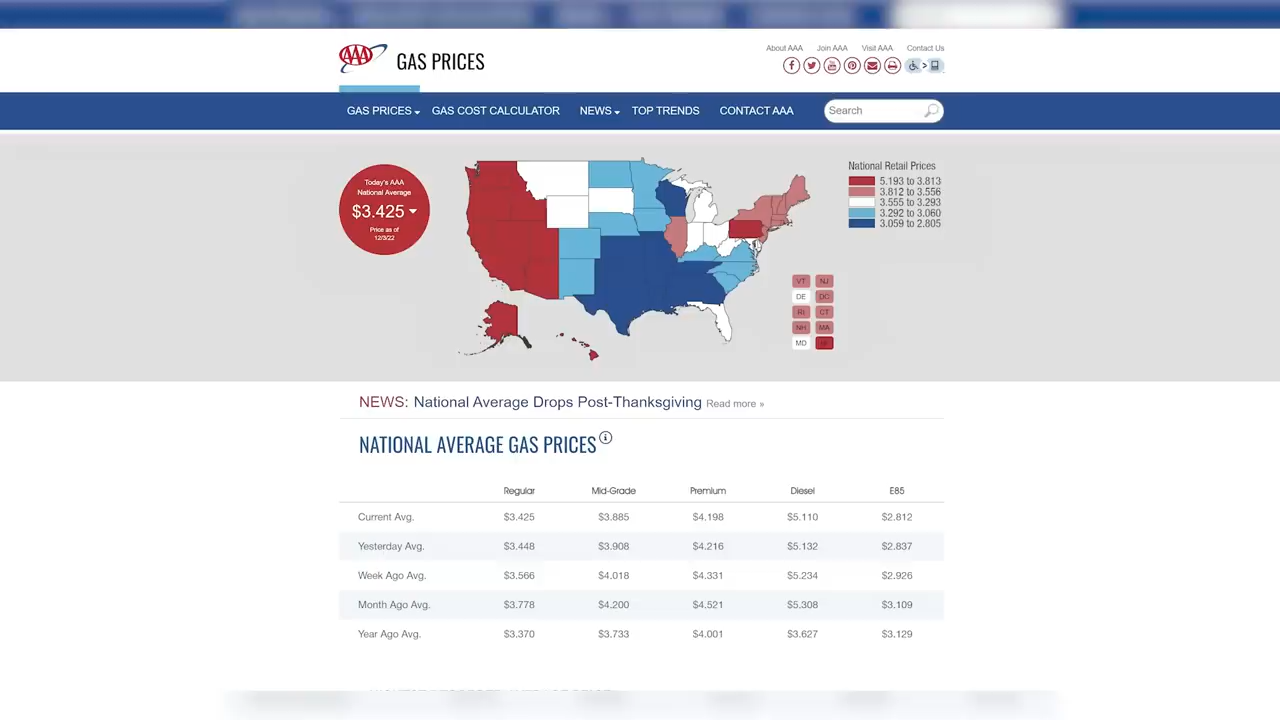 AAA GAS PRICES
About AAA Join AAA Visit AAA Contact Us
GAS PRICES GAS COST CALCULATOR NEWS TOP TRENDS CONTACT AAA Search
Today's AAA
National Average
$3.425
Price as of
12/3/22
National Retail Prices
5.193 to 3.813
3.812 to 3.556
3.555 to 3.293
3.292 to 3.060
3.059 to 2.805
VT NJ
DE DC
RI CT
NH MA
MD
NEWS: National Average Drops Post-Thanksgiving Read more »
NATIONAL AVERAGE GAS PRICES
Regular Mid-Grade Premium Diesel E85
Current Avg. $3.425 $3.885 $4.198 $5.110 $2.812
Yesterday Avg. $3.448 $3.908 $4.216 $5.132 $2.837
Week Ago Avg. $3.566 $4.018 $4.331 $5.234 $2.926
Month Ago Avg. $3.778 $4.200 $4.521 $5.308 $3.109
Year Ago Avg. $3.370 $3.733 $4.001 $3.627 $3.129